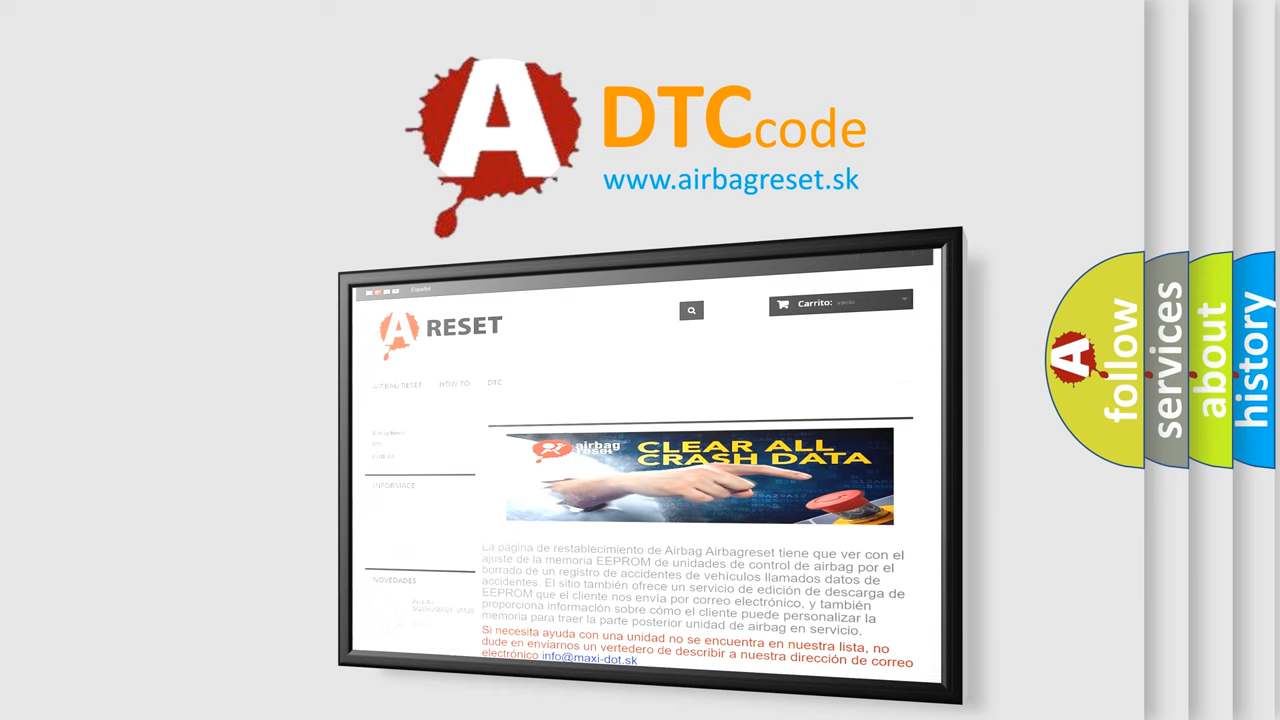 A
DTCcode
www.airbagreset.sk
Español
A RESET
Carrito: vacío
AIRBAG RESET HOW TO DTC
airbag reset
CLEAR ALL
CRASH DATA
INFORMACE
La página de restablecimiento de Airbag Airbagreset tiene que ver con el
ajuste de la memoria EEPROM de unidades de control de airbag por el
borrado de un registro de accidentes de vehículos llamados datos de
accidentes. El sitio también ofrece un servicio de edición de descarga de
EEPROM que el cliente nos envía por correo electrónico, y también
proporciona información sobre cómo el cliente puede personalizar la
memoria para traer la parte posterior unidad de airbag en servicio.
Si necesita ayuda con una unidad no se encuentra en nuestra lista, no
dude en enviarnos un vertedero de describir a nuestra dirección de correo
electrónico info@maxi-dot.sk
NOVEDADES
A
follow
services
about
history